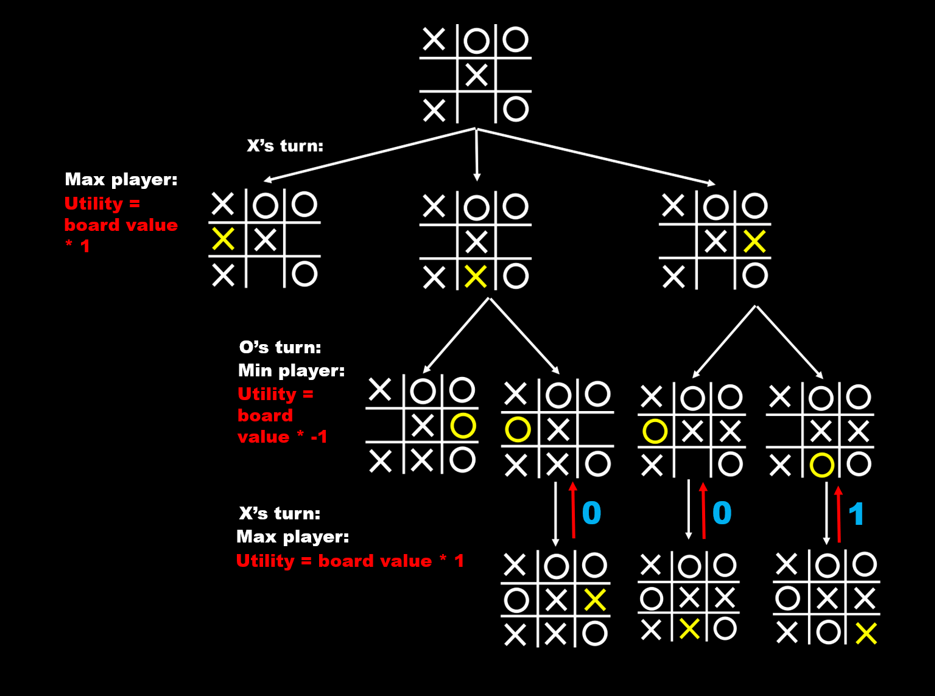 X O O
X
X O
X's turn:
Max player:
Utility =
board value
* 1
X O O
X X
X O
X O O
X
X X O
X O O
X X
X O
O's turn:
Min player:
Utility =
board
value * -1
X O O
X O
X X O
X O O
O X
X X O
X O O
O X X
X O
X O O
X X
X O O
0
0
1
X's turn:
Max player:
Utility = board value * 1
X O O
O X X
X X O
X O O
O X X
X X O
X O O
O X X
X O X